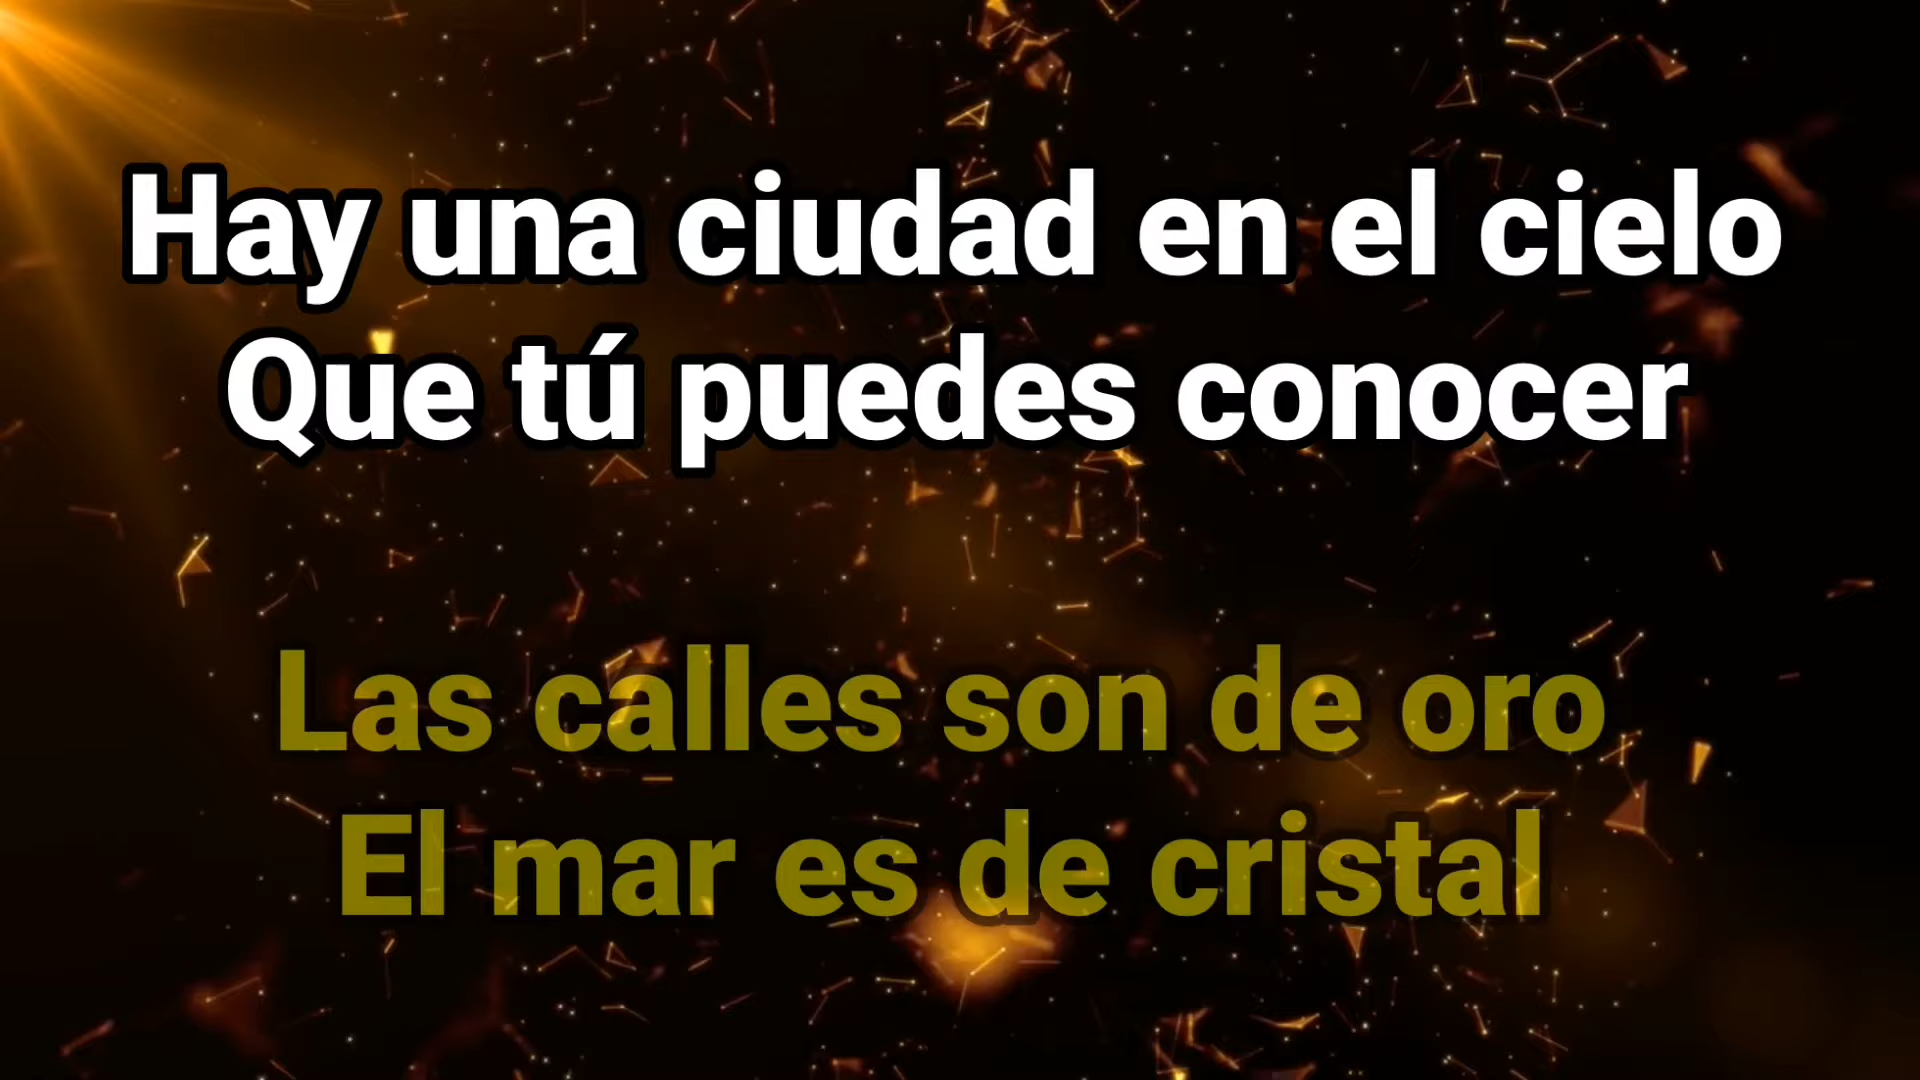 Hay una ciudad en el cielo
Que tú puedes conocer
Las calles son de oro
El mar es de cristal